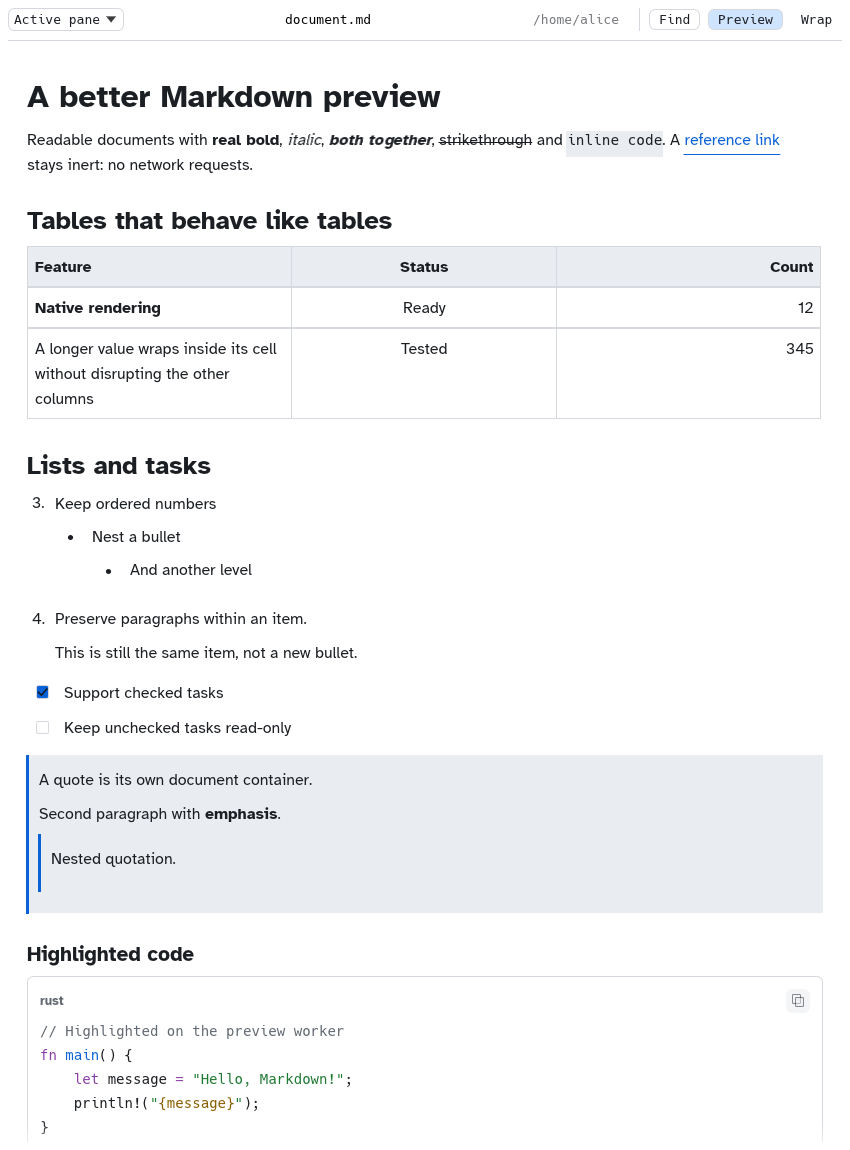 Active pane document.md /home/alice Find Preview Wrap
A better Markdown preview
Readable documents with real bold, italic, both together, strikethrough and inline code. A reference link
stays inert: no network requests.
Tables that behave like tables
Feature Status Count
Native rendering Ready 12
A longer value wraps inside its cell Tested 345
without disrupting the other
columns
Lists and tasks
3. Keep ordered numbers
• Nest a bullet
• And another level
4. Preserve paragraphs within an item.
This is still the same item, not a new bullet.
Support checked tasks
Keep unchecked tasks read-only
A quote is its own document container.
Second paragraph with emphasis.
Nested quotation.
Highlighted code
rust
// Highlighted on the preview worker
fn main() {
    let message = "Hello, Markdown!";
    println!("{message}");
}